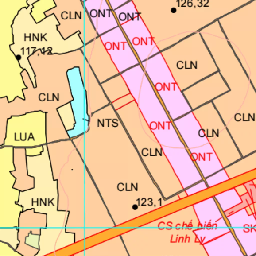 126,32
CLN
ONT
ONT
HNK
117,12
ONT
ONT
CLN
CLN
ONT
CLN
NTS
ONT
CLN
LUA
CLN
ONT
CLN
HNK
123,1
SK
CS chế biến
Linh Ly